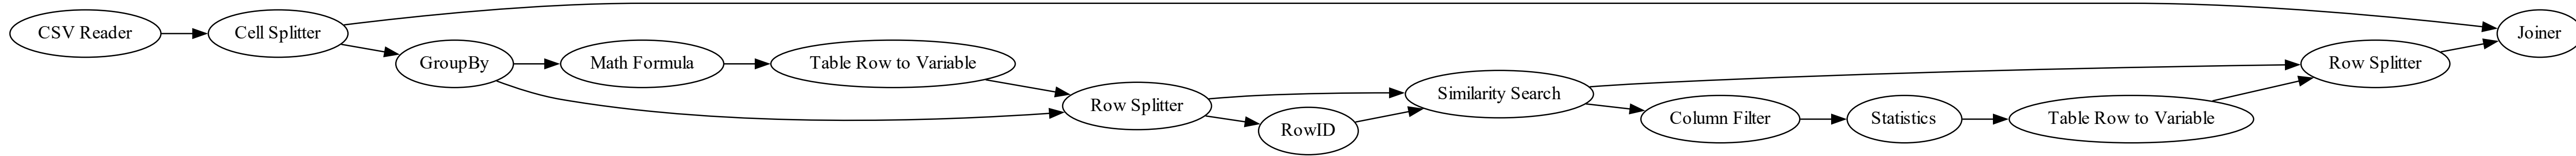 CSV Reader
Cell Splitter
GroupBy
Math Formula
Table Row to Variable
Row Splitter
RowID
Similarity Search
Column Filter
Statistics
Table Row to Variable
Row Splitter
Joiner